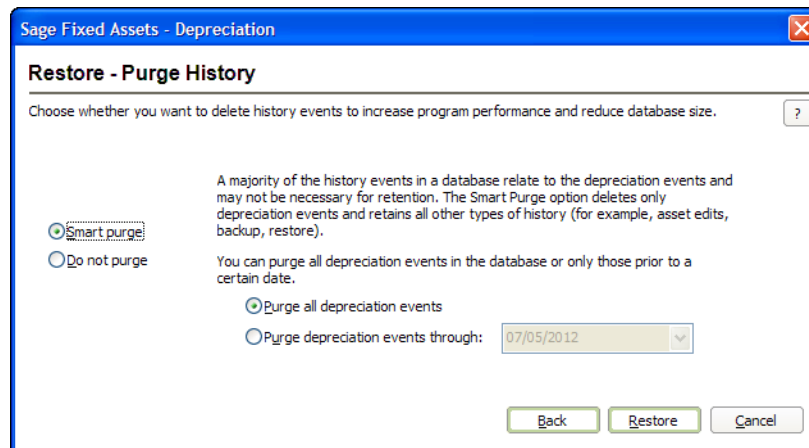 Sage Fixed Assets - Depreciation
Restore - Purge History
Choose whether you want to delete history events to increase program performance and reduce database size.
?
A majority of the history events in a database relate to the depreciation events and
may not be necessary for retention. The Smart Purge option deletes only
depreciation events and retains all other types of history (for example, asset edits,
backup, restore).
Smart purge
Do not purge
You can purge all depreciation events in the database or only those prior to a
certain date.
Purge all depreciation events
Purge depreciation events through: 07/05/2012
Back Restore Cancel